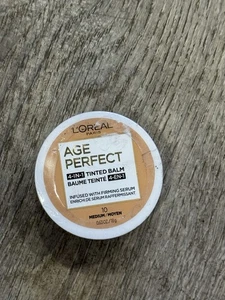 L'ORÉAL
PARIS
AGE
PERFECT
4-IN-1 TINTED BALM
BAUME TEINTÉ 4-EN-1
INFUSED WITH FIRMING SERUM
ENRICHI DE SÉRUM RAFFERMISSANT
10
MEDIUM/MOYEN